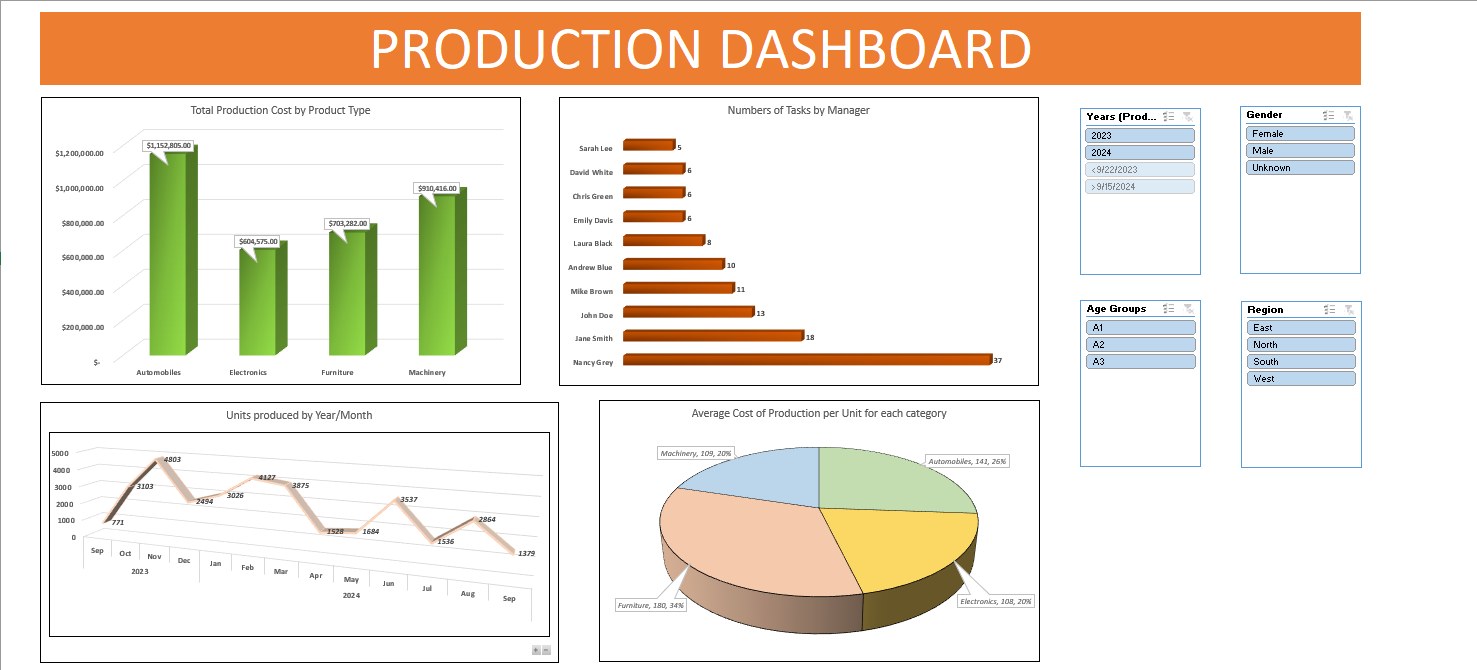 PRODUCTION DASHBOARD
Total Production Cost by Product Type
$1,200,000.00
$1,000,000.00
$800,000.00
$600,000.00
$400,000.00
$200,000.00
$-
$1,152,805.00
$604,575.00
$703,282.00
$910,416.00
Automobiles Electronics Furniture Machinery
Numbers of Tasks by Manager
Sarah Lee 5
David White 6
Chris Green 6
Emily Davis 6
Laura Black 8
Andrew Blue 10
Mike Brown 11
John Doe 13
Jane Smith 18
Nancy Grey 37
Years (Prod...
2023
2024
<9/22/2023
>9/15/2024
Gender
Female
Male
Unknown
Age Groups
A1
A2
A3
Region
East
North
South
West
Units produced by Year/Month
5000
4000
3000
2000
1000
0
771
3103
4803
2494
3026
4127
3875
1528
1684
3537
1536
2864
1379
Sep Oct Nov Dec Jan Feb Mar Apr May Jun Jul Aug Sep
2023 2024
Average Cost of Production per Unit for each category
Machinery, 109, 20%
Automobiles, 141, 26%
Furniture, 180, 34%
Electronics, 108, 20%